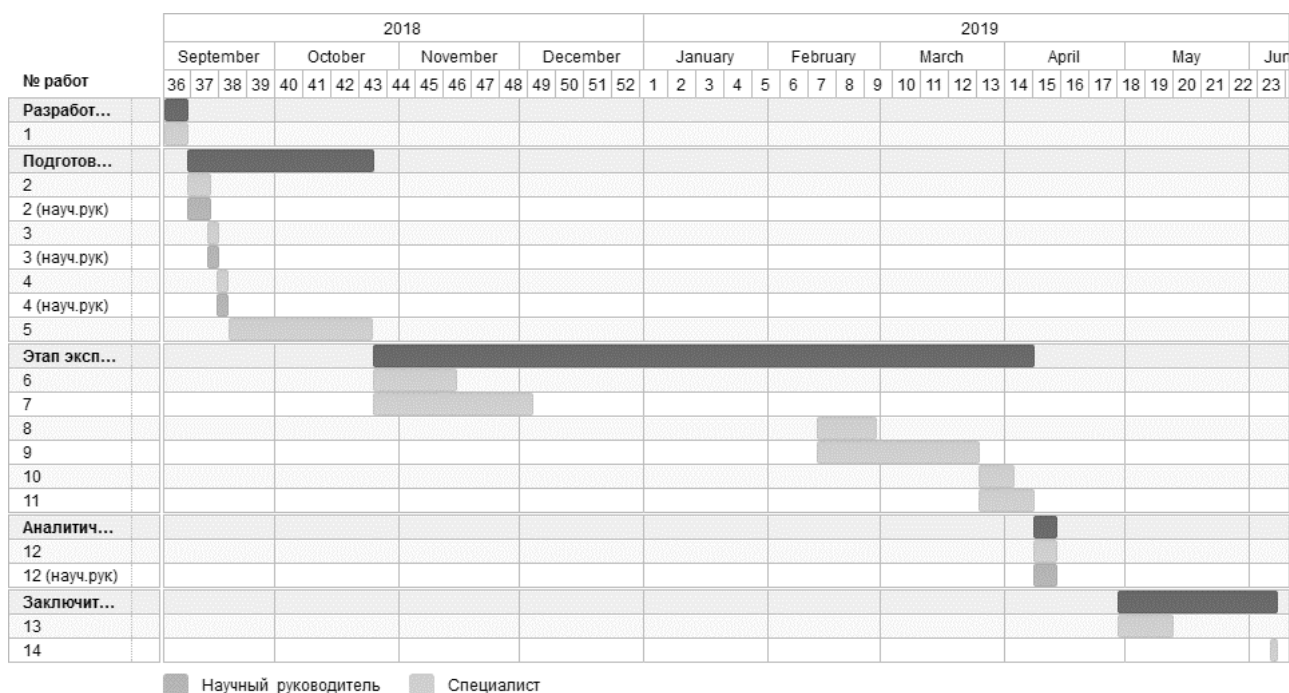 2018 2019
September October November December January February March April May Jun
№ работ 36 37 38 39 40 41 42 43 44 45 46 47 48 49 50 51 52 1 2 3 4 5 6 7 8 9 10 11 12 13 14 15 16 17 18 19 20 21 22 23
Разработ...
1
Подготов...
2
2 (науч.рук)
3
3 (науч.рук)
4
4 (науч.рук)
5
Этап эксп...
6
7
8
9
10
11
Аналитич...
12
12 (науч.рук)
Заключит...
13
14
Научный руководитель Специалист